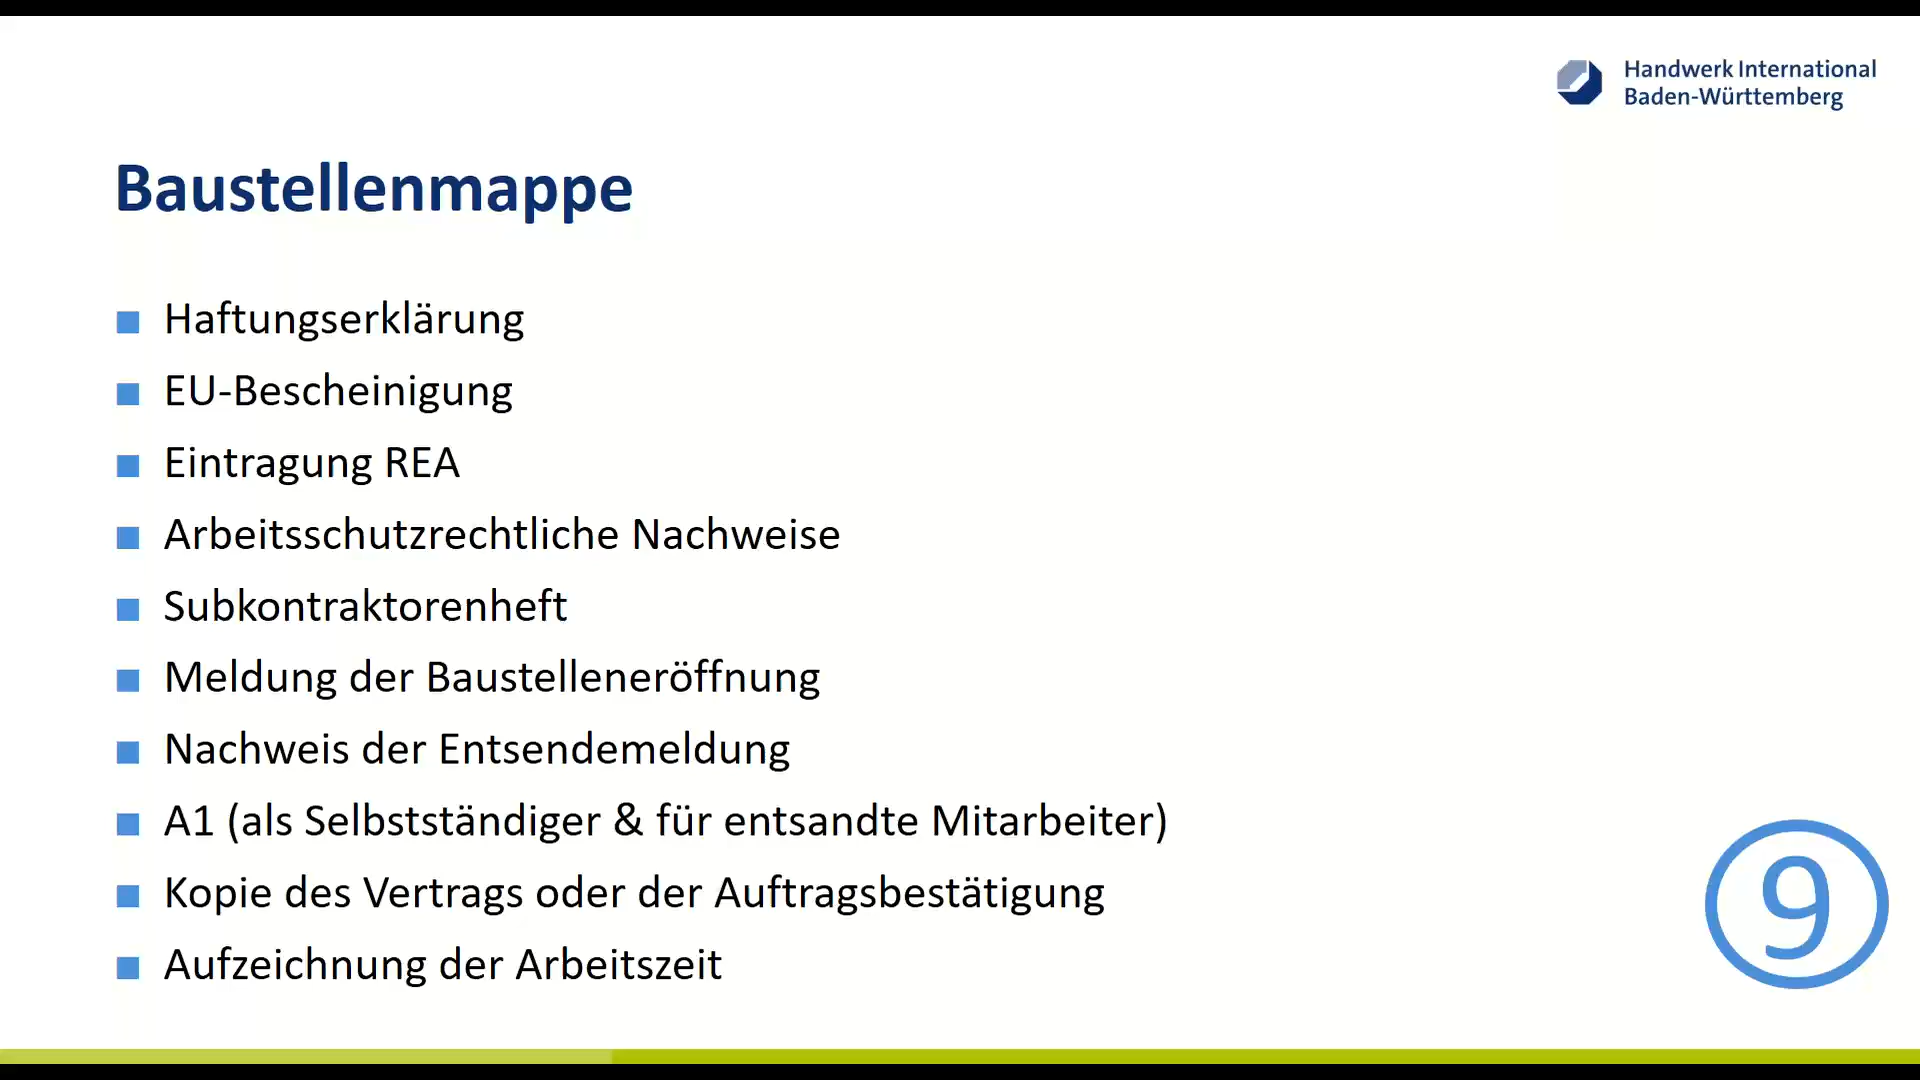 Handwerk International
Baden-Württemberg
Baustellenmappe
Haftungserklärung
EU-Bescheinigung
Eintragung REA
Arbeitsschutzrechtliche Nachweise
Subkontraktorenheft
Meldung der Baustelleneröffnung
Nachweis der Entsendemeldung
A1 (als Selbstständiger & für entsandte Mitarbeiter)
Kopie des Vertrags oder der Auftragsbestätigung
Aufzeichnung der Arbeitszeit
9